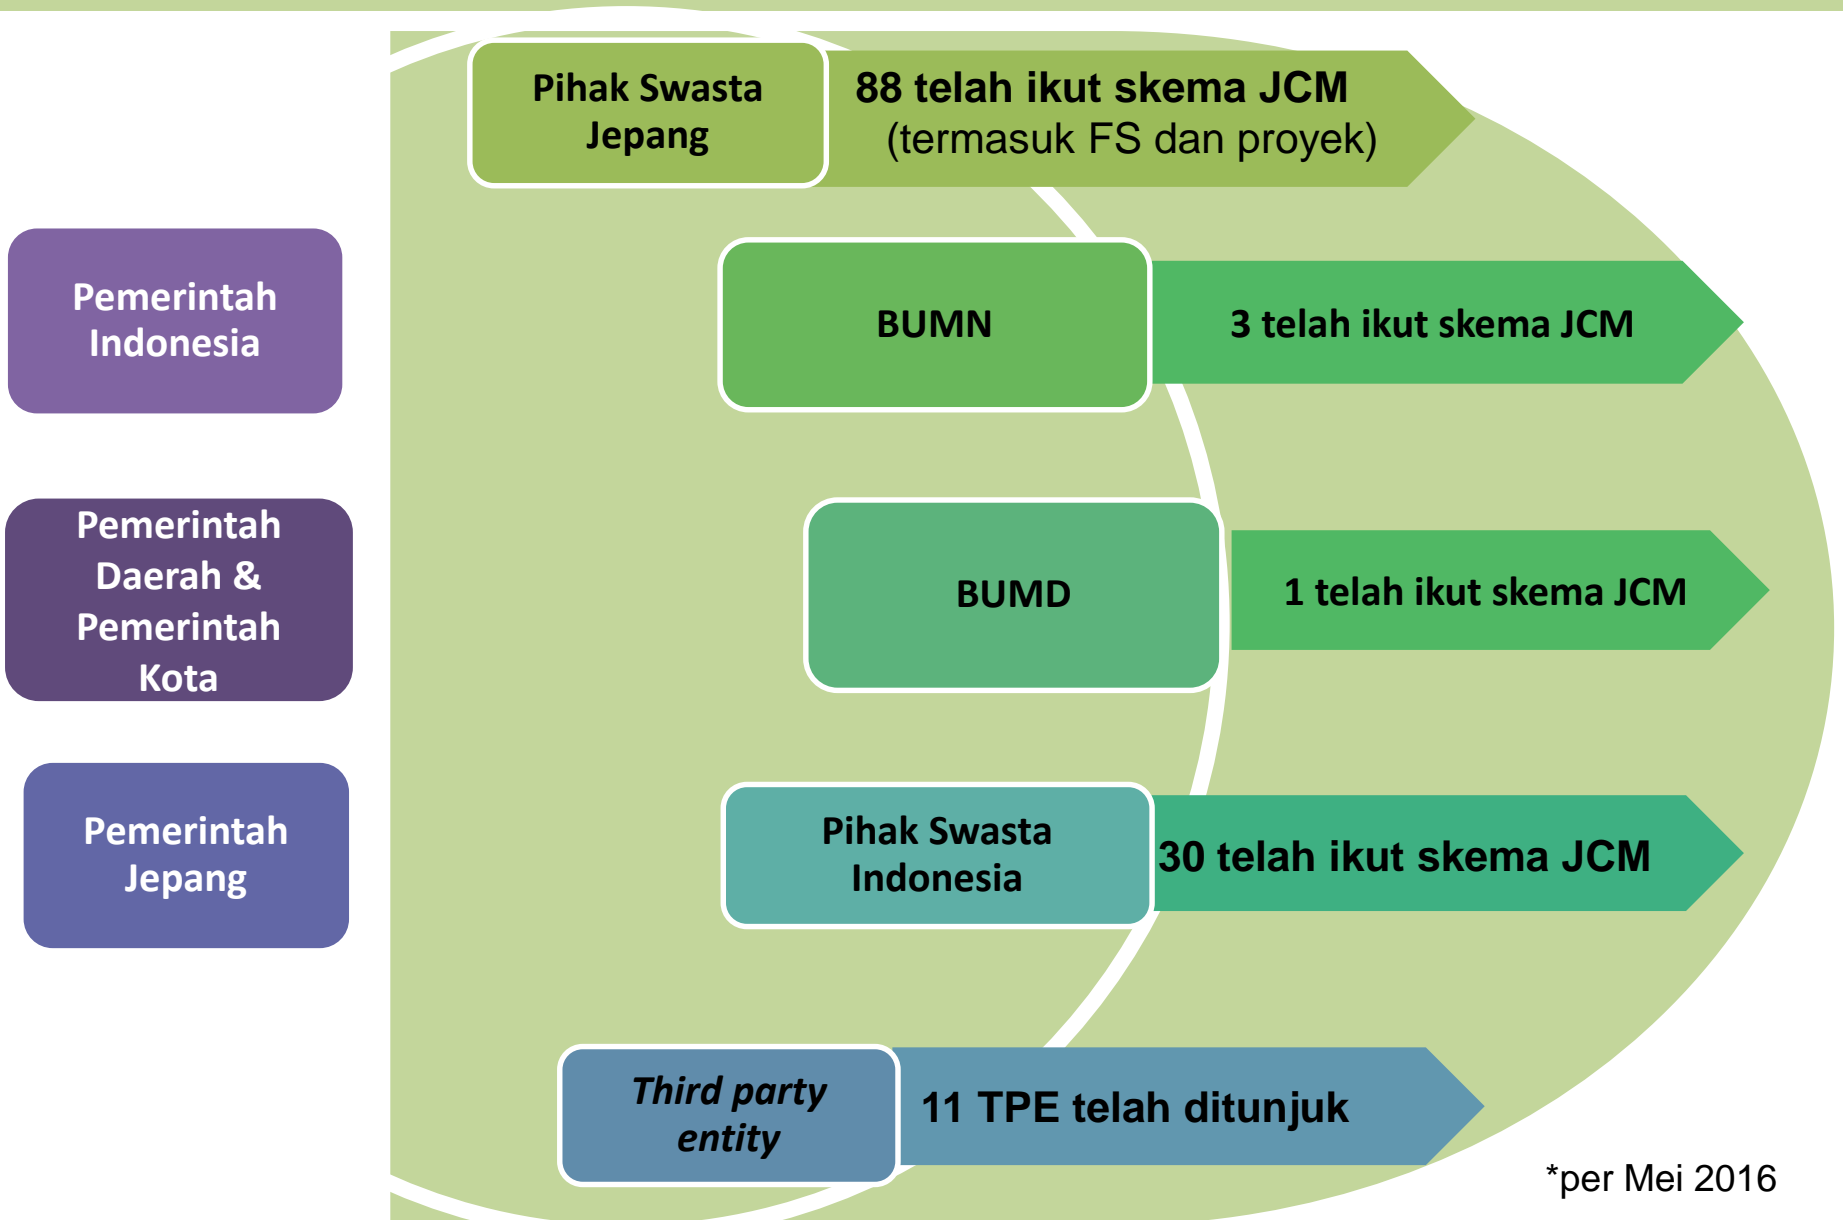 Pihak Swasta
Jepang
88 telah ikut skema JCM
(termasuk FS dan proyek)
Pemerintah
Indonesia
BUMN
3 telah ikut skema JCM
Pemerintah
Daerah &
Pemerintah
Kota
BUMD
1 telah ikut skema JCM
Pemerintah
Jepang
Pihak Swasta
Indonesia
30 telah ikut skema JCM
Third party
entity
11 TPE telah ditunjuk
*per Mei 2016